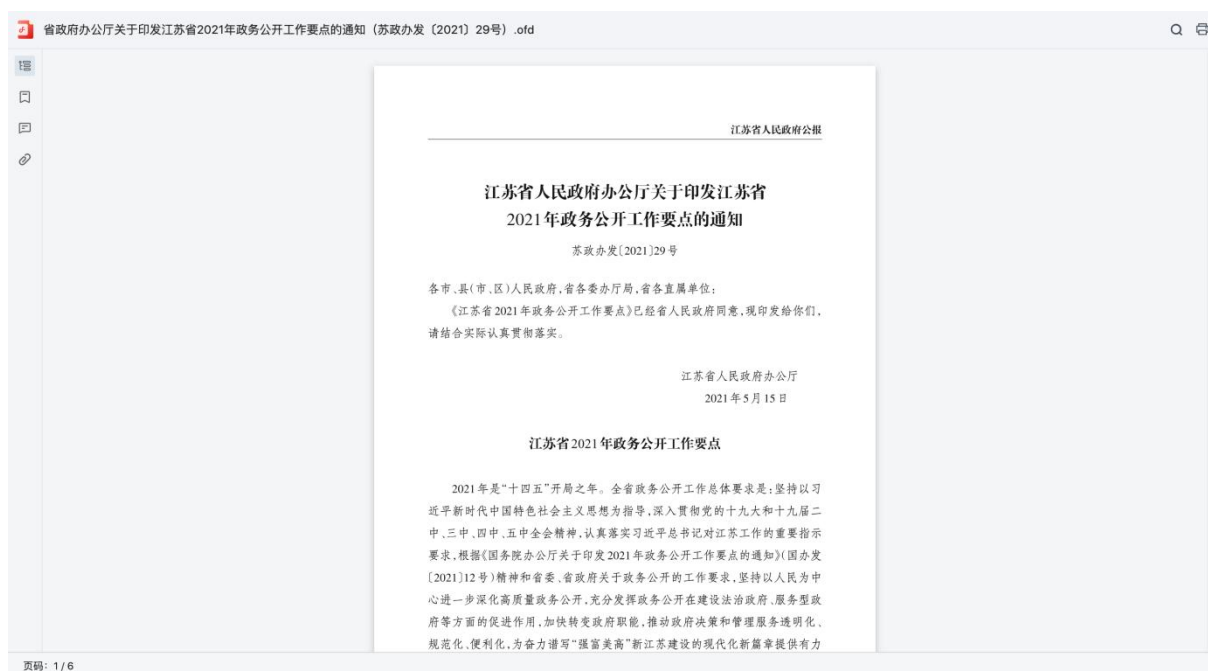 省政府办公厅关于印发江苏省2021年政务公开工作要点的通知（苏政办发〔2021〕29号）.ofd
江苏省人民政府公报
江苏省人民政府办公厅关于印发江苏省
2021年政务公开工作要点的通知
苏政办发〔2021〕29号
各市、县(市、区)人民政府,省各委办厅局,省各直属单位:
《江苏省2021年政务公开工作要点》已经省人民政府同意,现印发给你们,
请结合实际认真贯彻落实。
江苏省人民政府办公厅
2021年5月15日
江苏省2021年政务公开工作要点
2021年是“十四五”开局之年。全省政务公开工作总体要求是:坚持以习
近平新时代中国特色社会主义思想为指导,深入贯彻党的十九大和十九届二
中、三中、四中、五中全会精神,认真落实习近平总书记对江苏工作的重要指示
要求,根据《国务院办公厅关于印发2021年政务公开工作要点的通知》(国办发
〔2021〕12号)精神和省委、省政府关于政务公开的工作要求,坚持以人民为中
心进一步深化高质量政务公开,充分发挥政务公开在建设法治政府、服务型政
府等方面的促进作用,加快转变政府职能,推动政府决策和管理服务透明化、
规范化、便利化,为奋力谱写“强富美高”新江苏建设的现代化新篇章提供有力
页码: 1 / 6